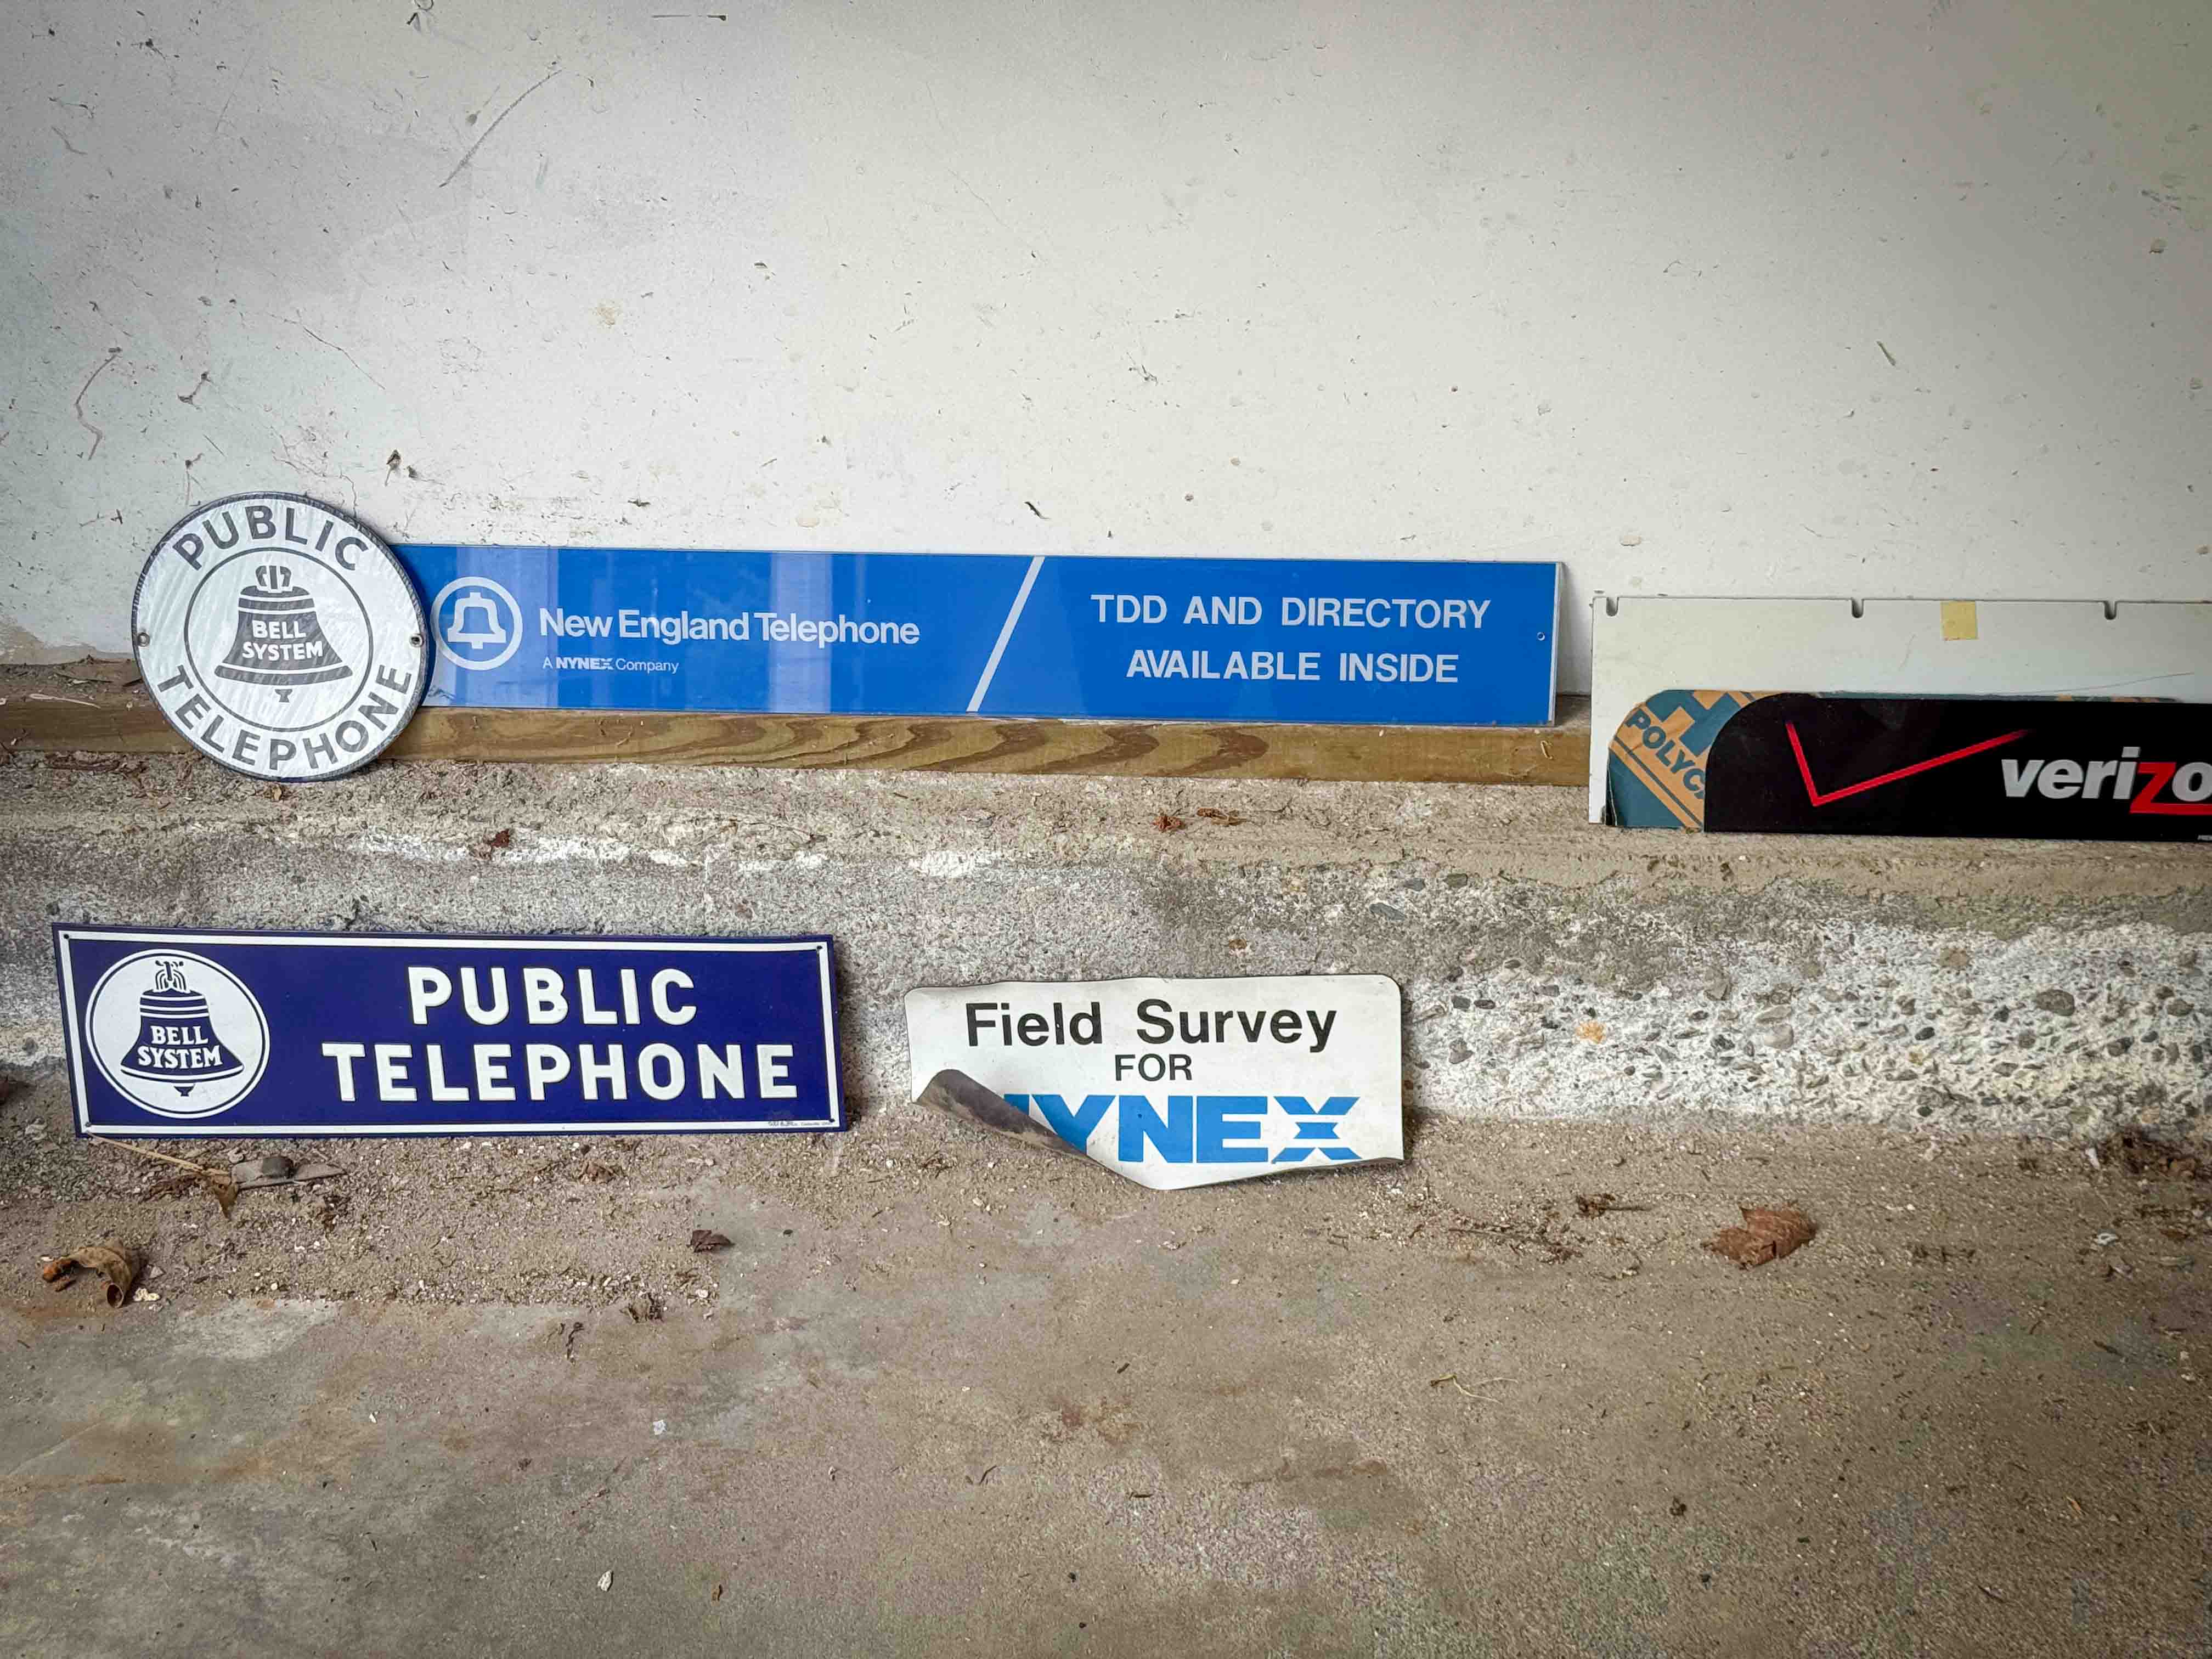 PUBLIC
BELL
SYSTEM
TELEPHONE
New England Telephone
A NYNEX Company
TDD AND DIRECTORY
AVAILABLE INSIDE
verizo
BELL
SYSTEM
PUBLIC
TELEPHONE
Field Survey
FOR
NYNEX